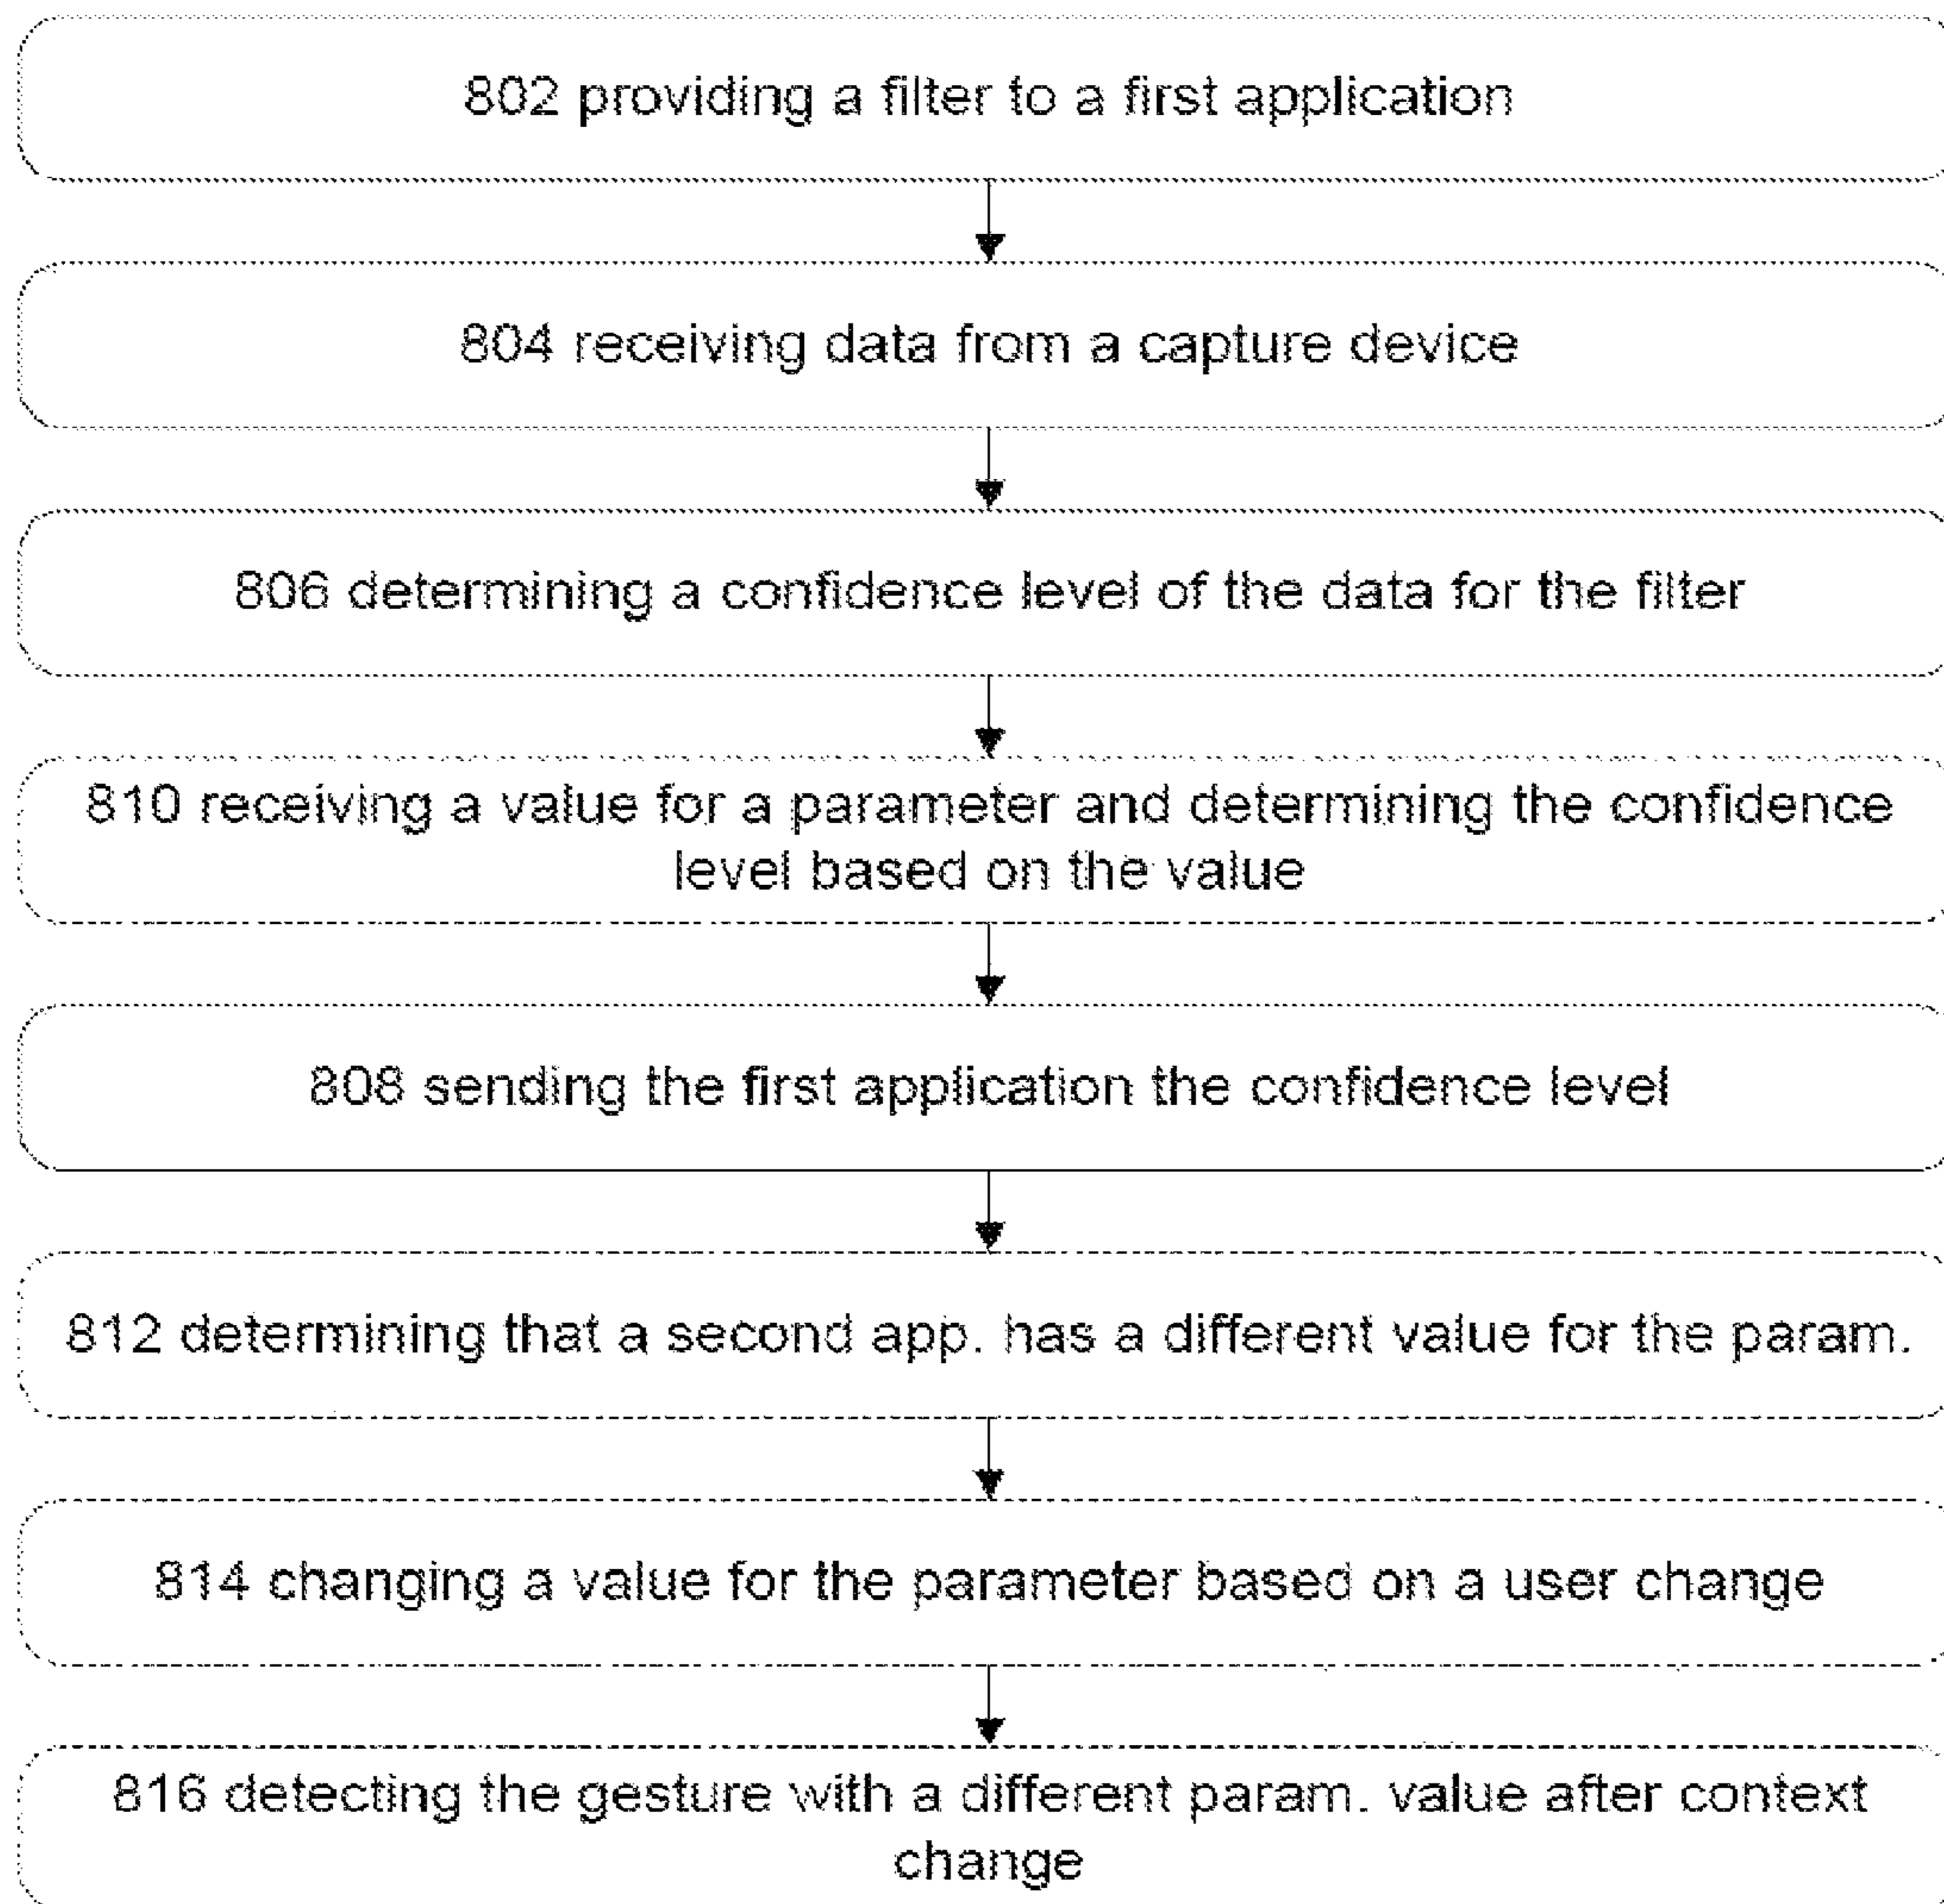 802 providing a filter to a first application
804 receiving data from a capture device
806 determining a confidence level of the data for the filter
810 receiving a value for a parameter and determining the confidence
level based on the value
808 sending the first application the confidence level
812 determining that a second app. has a different value for the param.
814 changing a value for the parameter based on a user change
816 detecting the gesture with a different param. value after context
change